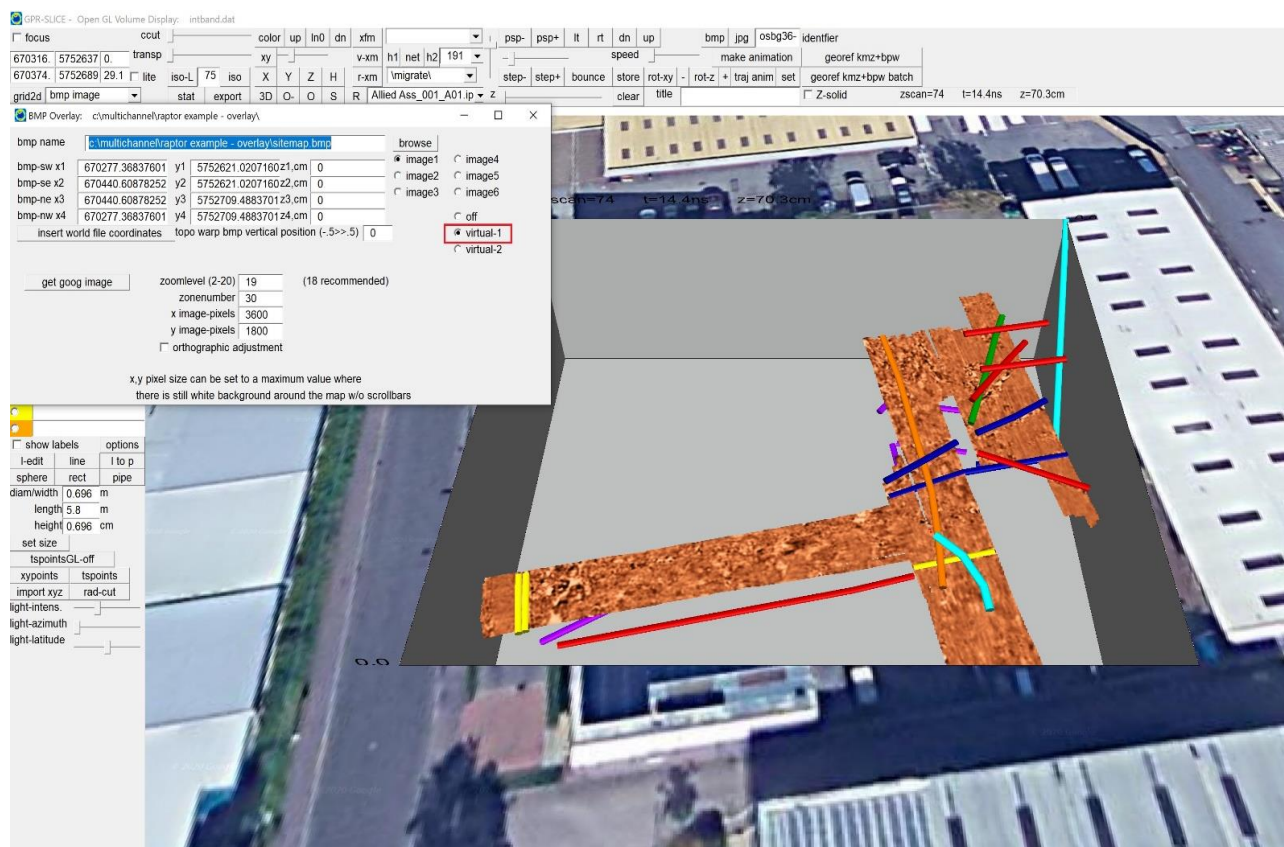 GPR-SLICE - Open GL Volume Display: intband.dat
focus ccut color up ln0 dn xfm psp- psp+ lt rt dn up bmp jpg osbg36- identfier
670316. 5752637 0. transp xy v-xm h1 net h2 191 speed make animation georef kmz+bpw
670374. 5752689 29.1 lite iso-L 75 iso X Y Z H r-xm \migrate\ step- step+ bounce store rot-xy - rot-z + traj anim set georef kmz+bpw batch
grid2d bmp image stat export 3D O- O S R Allied Ass_001_A01.ip z clear title Z-solid zscan=74 t=14.4ns z=70.3cm
BMP Overlay: c:\multichannel\raptor example - overlay\
bmp name c:\multichannel\raptor example - overlay\sitemap.bmp browse
bmp-sw x1 670277.36837601 y1 5752621.0207160 z1,cm 0 image1 image4
bmp-se x2 670440.60878252 y2 5752621.0207160 z2,cm 0 image2 image5
bmp-ne x3 670440.60878252 y3 5752709.4883701 z3,cm 0 image3 image6
bmp-nw x4 670277.36837601 y4 5752709.4883701 z4,cm 0 off
insert world file coordinates topo warp bmp vertical position (-.5>>.5) 0 virtual-1
virtual-2
get goog image zoomlevel (2-20) 19 (18 recommended)
zonenumber 30
x image-pixels 3600
y image-pixels 1800
orthographic adjustment
x,y pixel size can be set to a maximum value where
there is still white background around the map w/o scrollbars
zscan=74 t=14.4ns z=70.3cm
show labels options
l-edit line l to p
sphere rect pipe
diam/width 0.696 m
length 5.8 m
height 0.696 cm
set size
tspointsGL-off
xypoints tspoints
import xyz rad-cut
light-intens.
light-azimuth
light-latitude
0.0